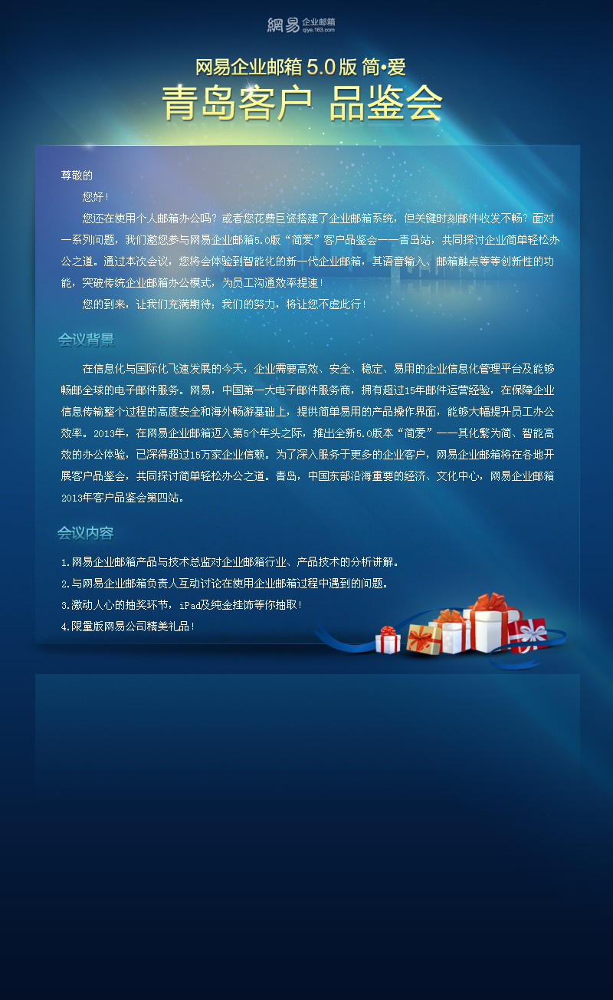 網易 企业邮箱
qiye.163.com
网易企业邮箱 5.0版 简·爱
青岛客户 品鉴会
尊敬的
您好！
您还在使用个人邮箱办公吗？或者您花费巨资搭建了企业邮箱系统，但关键时刻邮件收发不畅？面对
一系列问题，我们邀您参与网易企业邮箱5.0版“简爱”客户品鉴会——青岛站，共同探讨企业简单轻松办
公之道。通过本次会议，您将会体验到智能化的新一代企业邮箱，其语音输入、邮箱触点等等创新性的功
能，突破传统企业邮箱办公模式，为员工沟通效率提速！
您的到来，让我们充满期待；我们的努力，将让您不虚此行！
会议背景
在信息化与国际化飞速发展的今天，企业需要高效、安全、稳定、易用的企业信息化管理平台及能够
畅邮全球的电子邮件服务。网易，中国第一大电子邮件服务商，拥有超过15年邮件运营经验，在保障企业
信息传输整个过程的高度安全和海外畅游基础上，提供简单易用的产品操作界面，能够大幅提升员工办公
效率。2013年，在网易企业邮箱迈入第5个年头之际，推出全新5.0版本“简爱”——其化繁为简、智能高
效的办公体验，已深得超过15万家企业信赖。为了深入服务于更多的企业客户，网易企业邮箱将在各地开
展客户品鉴会，共同探讨简单轻松办公之道。青岛，中国东部沿海重要的经济、文化中心，网易企业邮箱
2013年客户品鉴会第四站。
会议内容
1.网易企业邮箱产品与技术总监对企业邮箱行业、产品技术的分析讲解。
2.与网易企业邮箱负责人互动讨论在使用企业邮箱过程中遇到的问题。
3.激动人心的抽奖环节，iPad及纯金挂饰等你抽取！
4.限量版网易公司精美礼品！